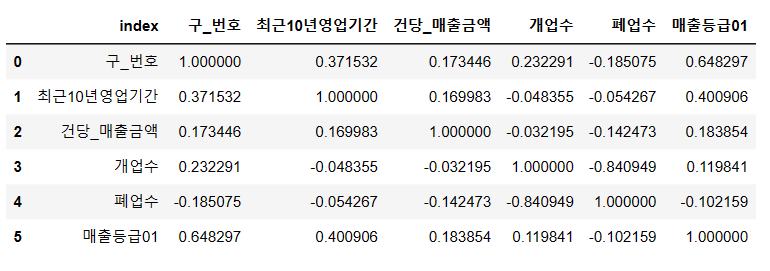 index 구_번호 최근10년영업기간 건당_매출금액 개업수 폐업수 매출등급01
0 구_번호 1.000000 0.371532 0.173446 0.232291 -0.185075 0.648297
1 최근10년영업기간 0.371532 1.000000 0.169983 -0.048355 -0.054267 0.400906
2 건당_매출금액 0.173446 0.169983 1.000000 -0.032195 -0.142473 0.183854
3 개업수 0.232291 -0.048355 -0.032195 1.000000 -0.840949 0.119841
4 폐업수 -0.185075 -0.054267 -0.142473 -0.840949 1.000000 -0.102159
5 매출등급01 0.648297 0.400906 0.183854 0.119841 -0.102159 1.000000